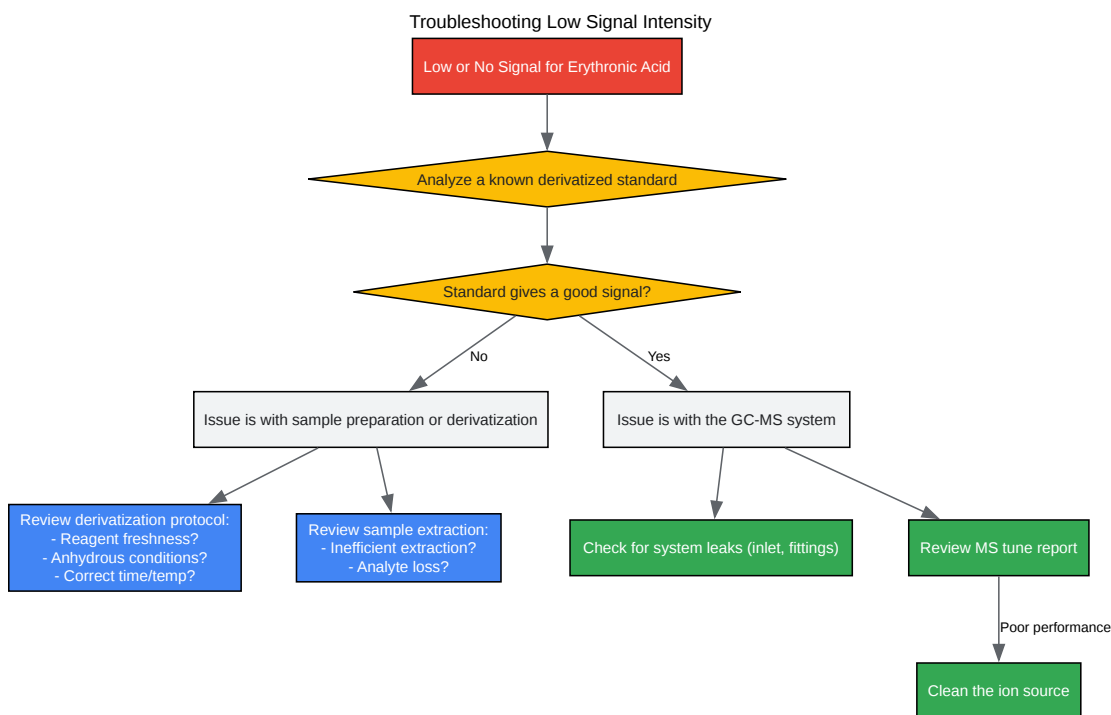 Troubleshooting Low Signal Intensity
Low or No Signal for Erythronic Acid
Analyze a known derivatized standard
Standard gives a good signal?
No
Yes
Issue is with sample preparation or derivatization
Issue is with the GC-MS system
Review derivatization protocol:
- Reagent freshness?
- Anhydrous conditions?
- Correct time/temp?
Review sample extraction:
- Inefficient extraction?
- Analyte loss?
Check for system leaks (inlet, fittings)
Review MS tune report
Poor performance
Clean the ion source